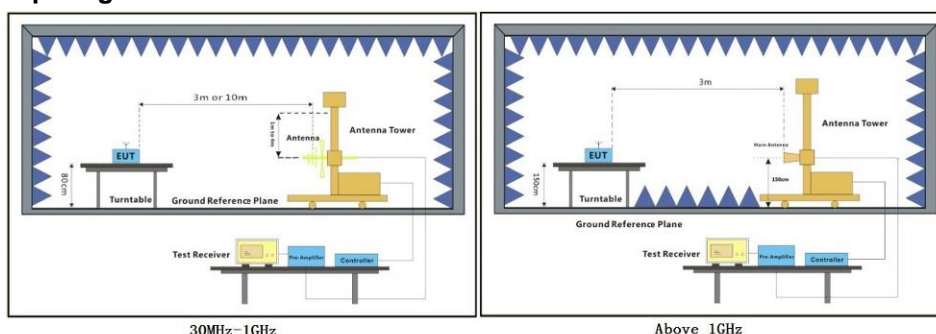 3m or 10m
1m to 4m
Antenna
Antenna Tower
EUT
80cm
Turntable
Ground Reference Plane
Test Receiver
Pre-Amplifier
Controller
30MHz-1GHz
3m
Antenna Tower
Horn Antenna
EUT
150cm
150cm
Turntable
Ground Reference Plane
Test Receiver
Pre-Amplifier
Controller
Above 1GHz